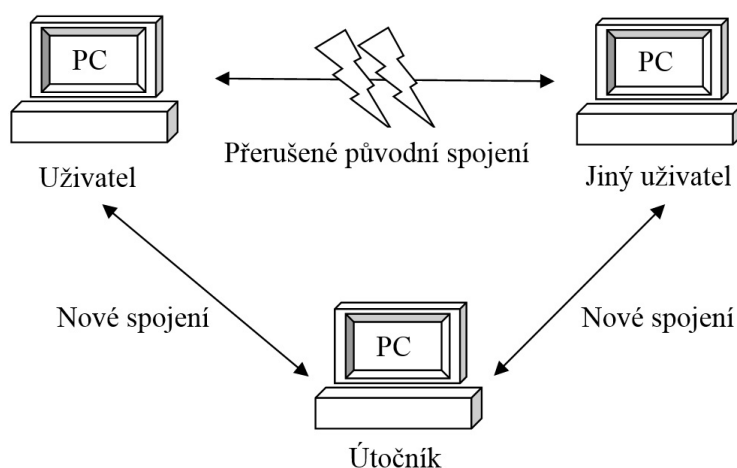 PC
PC
Přerušené původní spojení
Uživatel
Jiný uživatel
Nové spojení
Nové spojení
PC
Útočník